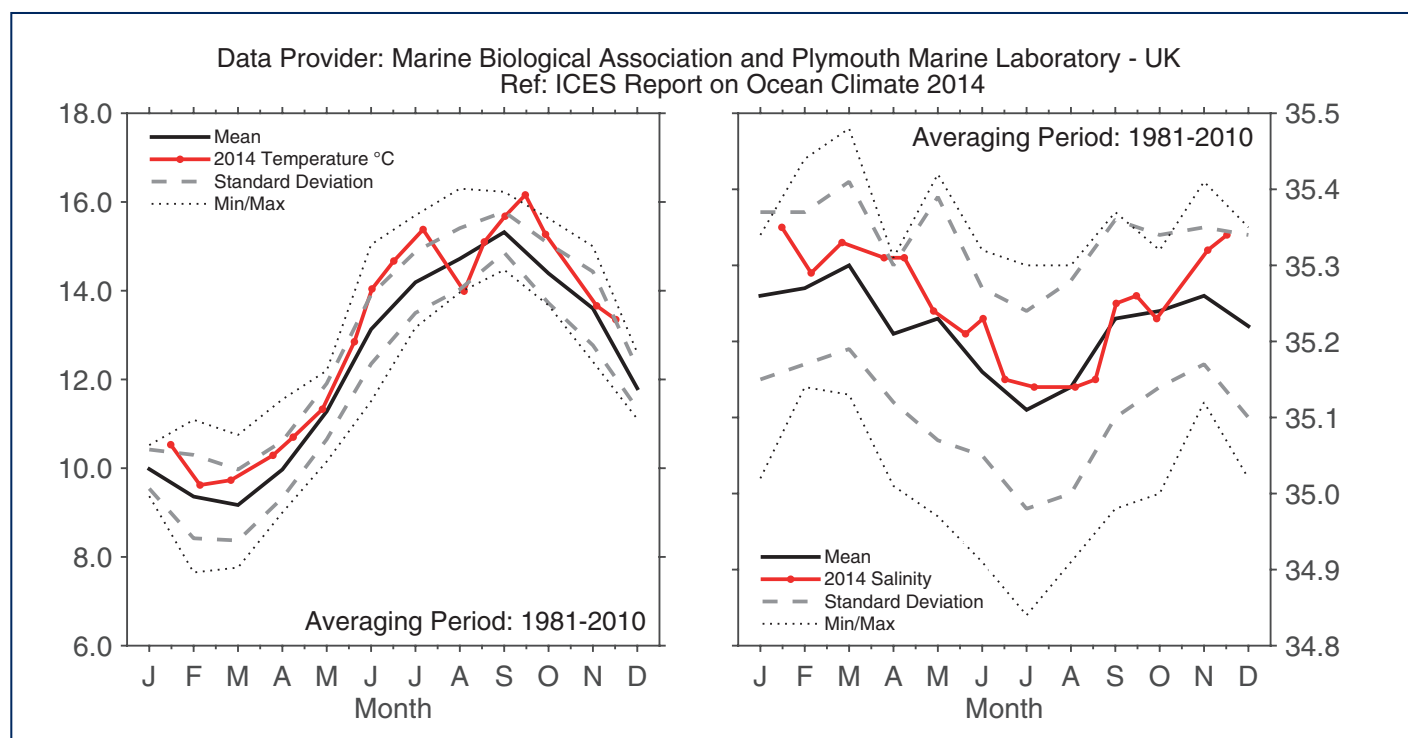 Data Provider: Marine Biological Association and Plymouth Marine Laboratory - UK
Ref: ICES Report on Ocean Climate 2014
J F M A M J J A S O N D
18.0
16.0
14.0
12.0
10.0
8.0
6.0
Mean
2014 Temperature °C
Standard Deviation
Min/Max
Averaging Period: 1981-2010
J F M A M J J A S O N D
Month
J F M A M J J A S O N D
Averaging Period: 1981-2010
35.5
35.4
35.3
35.2
35.1
35.0
34.9
34.8
Mean
2014 Salinity
Standard Deviation
Min/Max
J F M A M J J A S O N D
Month